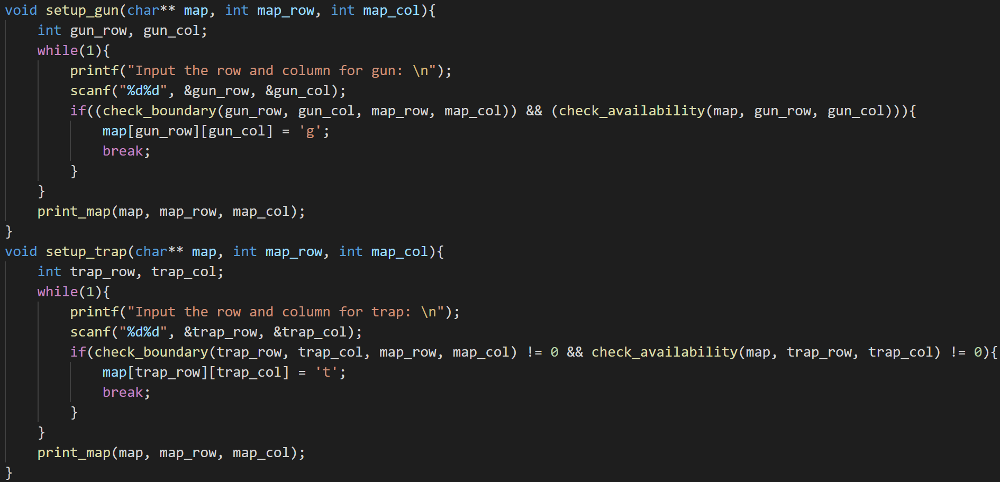 void setup_gun(char** map, int map_row, int map_col){
    int gun_row, gun_col;
    while(1){
        printf("Input the row and column for gun: \n");
        scanf("%d%d", &gun_row, &gun_col);
        if((check_boundary(gun_row, gun_col, map_row, map_col)) && (check_availability(map, gun_row, gun_col))){
            map[gun_row][gun_col] = 'g';
            break;
        }
    }
    print_map(map, map_row, map_col);
}
void setup_trap(char** map, int map_row, int map_col){
    int trap_row, trap_col;
    while(1){
        printf("Input the row and column for trap: \n");
        scanf("%d%d", &trap_row, &trap_col);
        if(check_boundary(trap_row, trap_col, map_row, map_col) != 0 && check_availability(map, trap_row, trap_col) != 0){
            map[trap_row][trap_col] = 't';
            break;
        }
    }
    print_map(map, map_row, map_col);
}